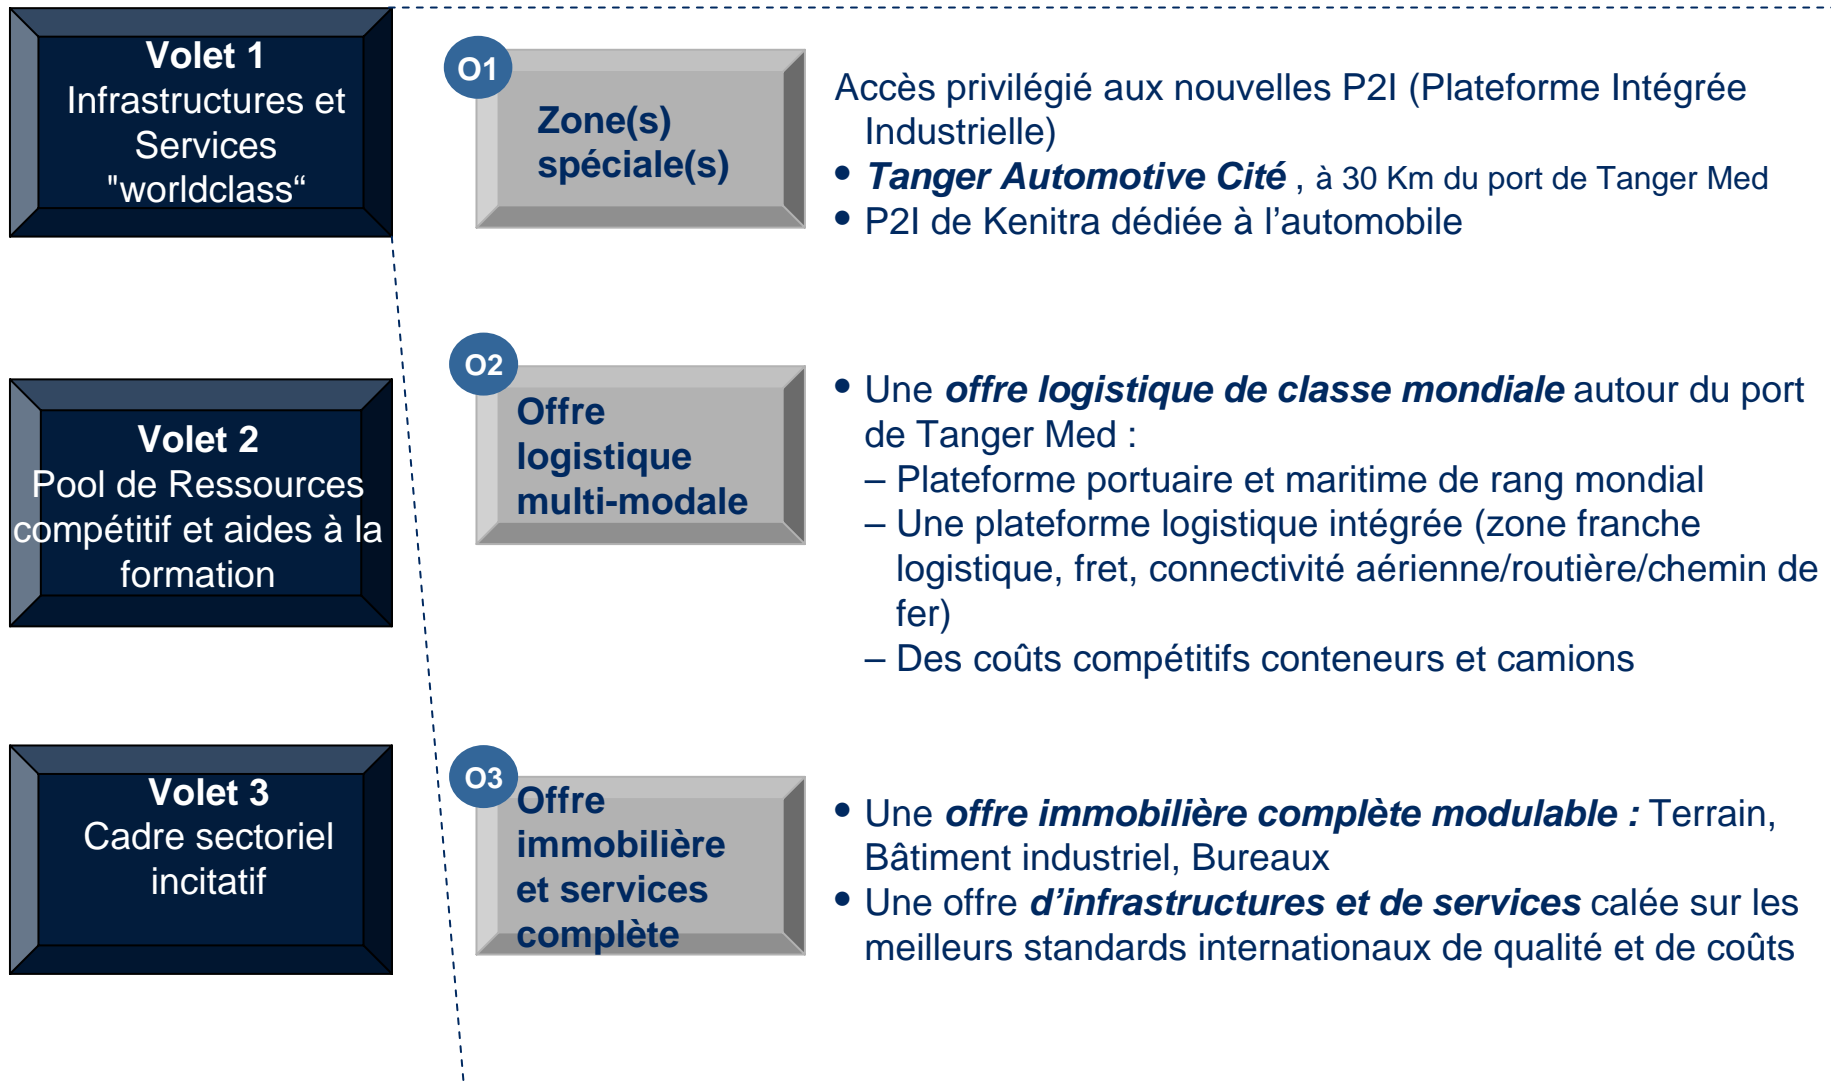 Volet 1
Infrastructures et
Services
"worldclass“
Volet 2
Pool de Ressources
compétitif et aides à la
formation
Volet 3
Cadre sectoriel
incitatif
O1
Zone(s)
spéciale(s)
Accès privilégié aux nouvelles P2I (Plateforme Intégrée
Industrielle)
• Tanger Automotive Cité , à 30 Km du port de Tanger Med
• P2I de Kenitra dédiée à l’automobile
O2
Offre
logistique
multi-modale
• Une offre logistique de classe mondiale autour du port
de Tanger Med :
– Plateforme portuaire et maritime de rang mondial
– Une plateforme logistique intégrée (zone franche
logistique, fret, connectivité aérienne/routière/chemin de
fer)
– Des coûts compétitifs conteneurs et camions
O3
Offre
immobilière
et services
complète
• Une offre immobilière complète modulable : Terrain,
Bâtiment industriel, Bureaux
• Une offre d’infrastructures et de services calée sur les
meilleurs standards internationaux de qualité et de coûts